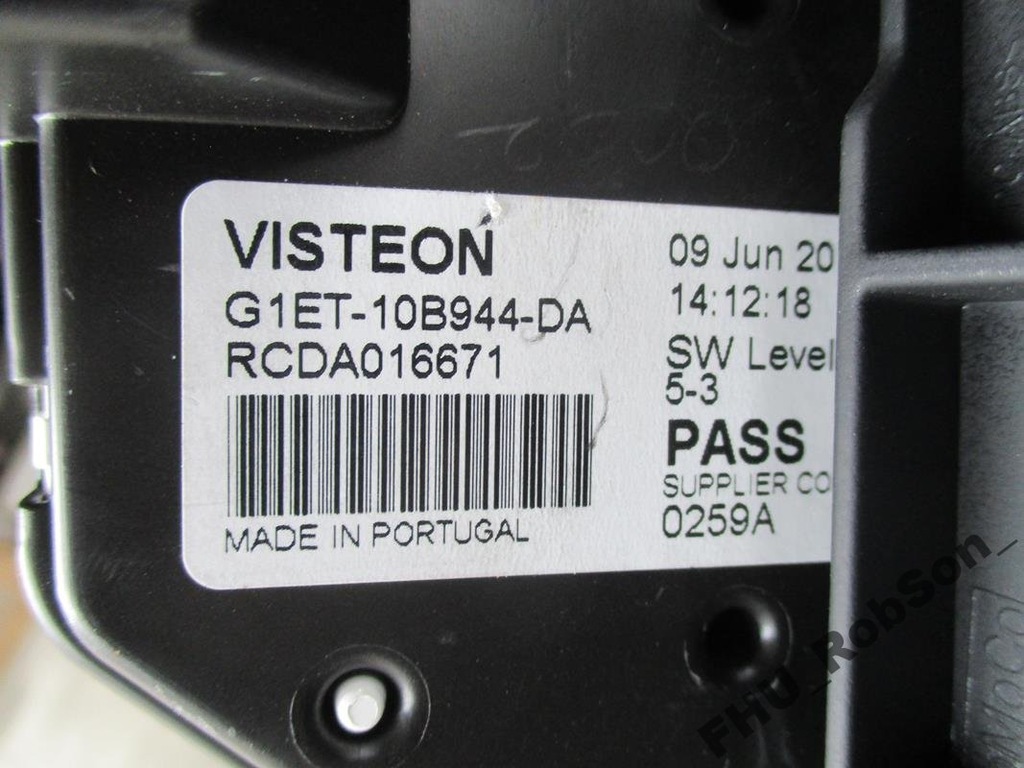 VISTEON
G1ET-10B944-DA
RCDA016671
MADE IN PORTUGAL
09 Jun 20
14:12:18
SW Level
5-3
PASS
SUPPLIER CO
0259A
FHU_RobSon_